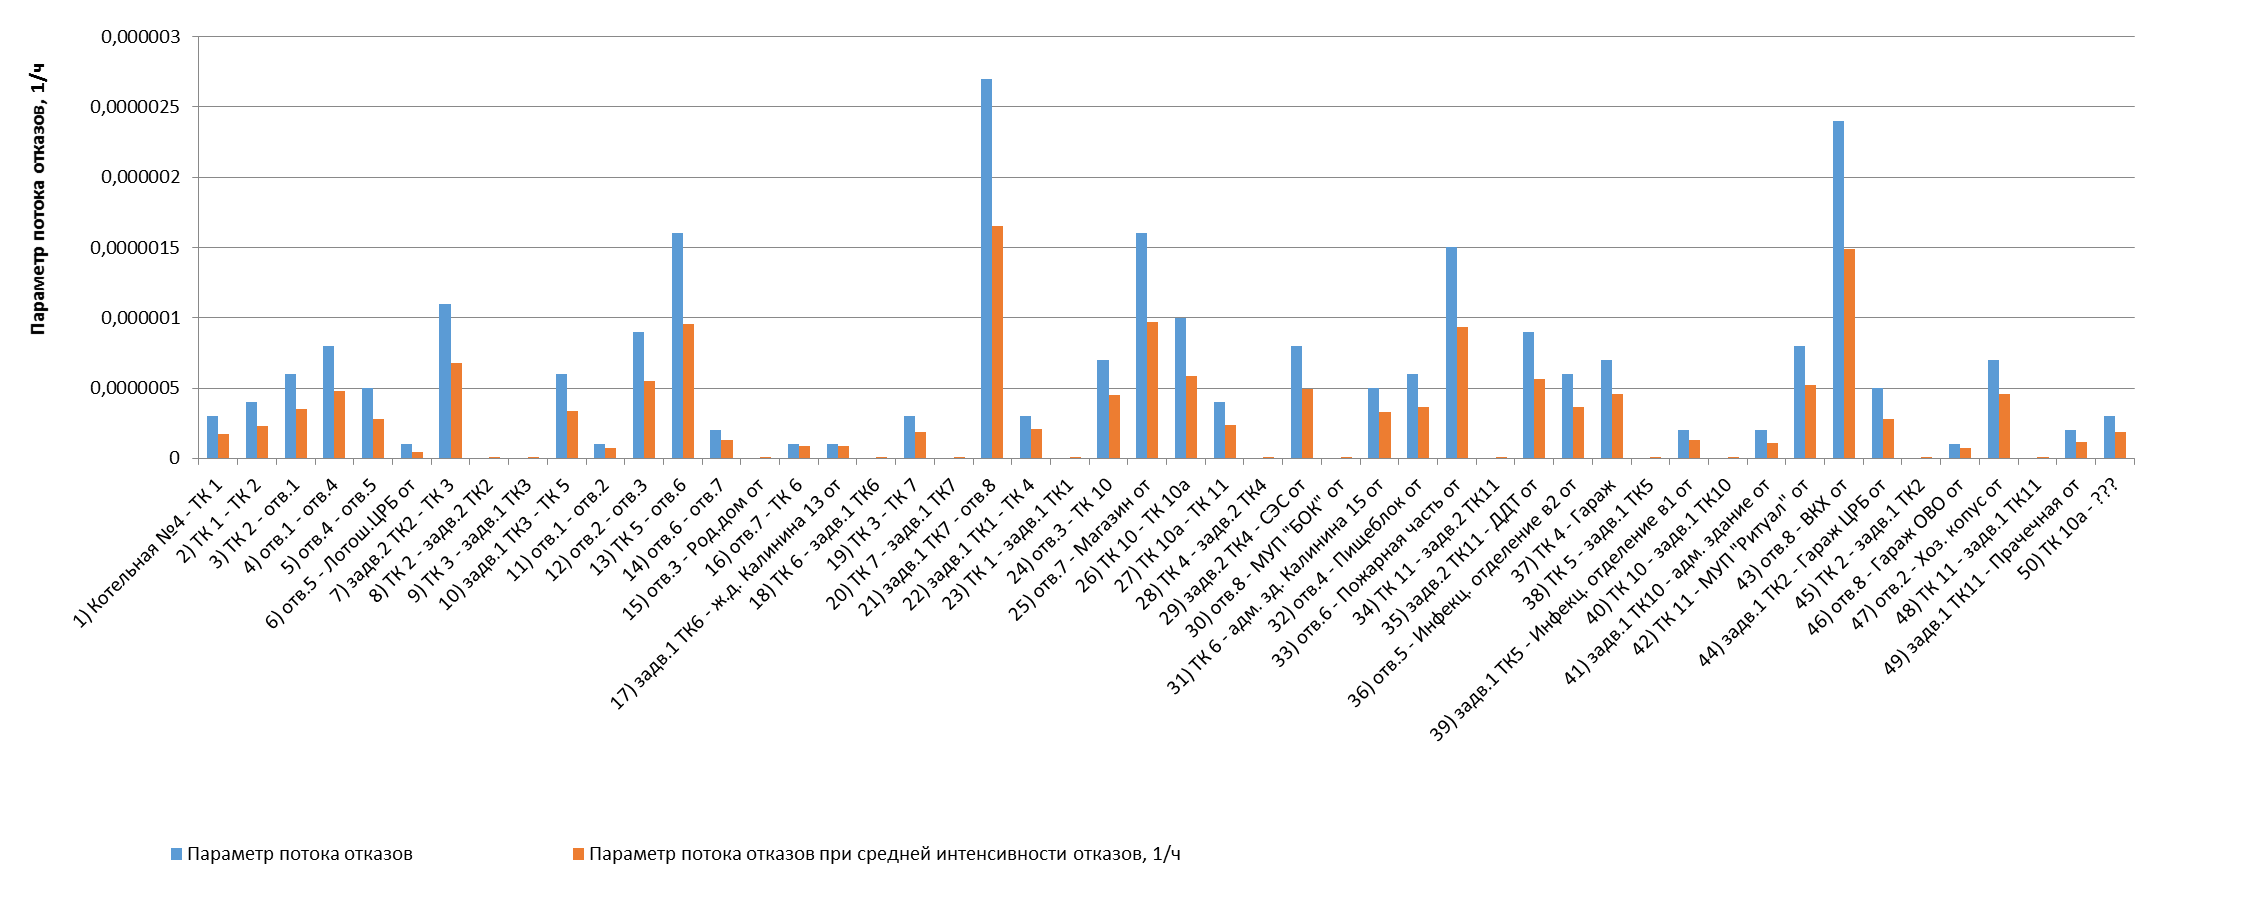 Параметр потока отказов, 1/ч
0,000003
0,0000025
0,000002
0,0000015
0,000001
0,0000005
0
1) Котельная №4 - ТК 1
2) ТК 1 - ТК 2
3) ТК 2 - отв.1
4) отв.1 - отв.4
5) отв.4 - отв.5
6) отв.5 - Лотош.ЦРБ от
7) задв.2 ТК2 - ТК 3
8) ТК 2 - задв.2 ТК2
9) ТК 3 - задв.1 ТК3
10) задв.1 ТК3 - ТК 5
11) отв.1 - отв.2
12) отв.2 - отв.3
13) ТК 5 - отв.6
14) отв.6 - отв.7
15) отв.3 - Род.дом от
16) отв.7 - ТК 6
17) задв.1 ТК6 - ж.д. Калинина 13 от
18) ТК 6 - задв.1 ТК6
19) ТК 3 - ТК 7
20) ТК 7 - задв.1 ТК7
21) задв.1 ТК7 - отв.8
22) задв.1 ТК1 - ТК 4
23) ТК 1 - задв.1 ТК1
24) отв.3 - ТК 10
25) отв.7 - Магазин от
26) ТК 10 - ТК 10а
27) ТК 10а - ТК 11
28) ТК 4 - задв.2 ТК4
29) задв.2 ТК4 - СЭС от
30) отв.8 - МУП "БОК" от
31) ТК 6 - адм. зд. Калинина 15 от
32) отв.4 - Пищеблок от
33) отв.6 - Пожарная часть от
34) ТК 11 - задв.2 ТК11
35) задв.2 ТК11 - ДДТ от
36) отв.5 - Инфекц. отделение в2 от
37) ТК 4 - Гараж
38) ТК 5 - задв.1 ТК5
39) задв.1 ТК5 - Инфекц. отделение в1 от
40) ТК 10 - задв.1 ТК10
41) задв.1 ТК10 - адм. здание от
42) ТК 11 - МУП "Ритуал" от
43) отв.8 - ВКХ от
44) задв.1 ТК2 - Гараж ЦРБ от
45) ТК 2 - задв.1 ТК2
46) отв.8 - Гараж ОВО от
47) отв.2 - Хоз. копус от
48) ТК 11 - задв.1 ТК11
49) задв.1 ТК11 - Прачечная от
50) ТК 10а - ???
Параметр потока отказов
Параметр потока отказов при средней интенсивности отказов, 1/ч